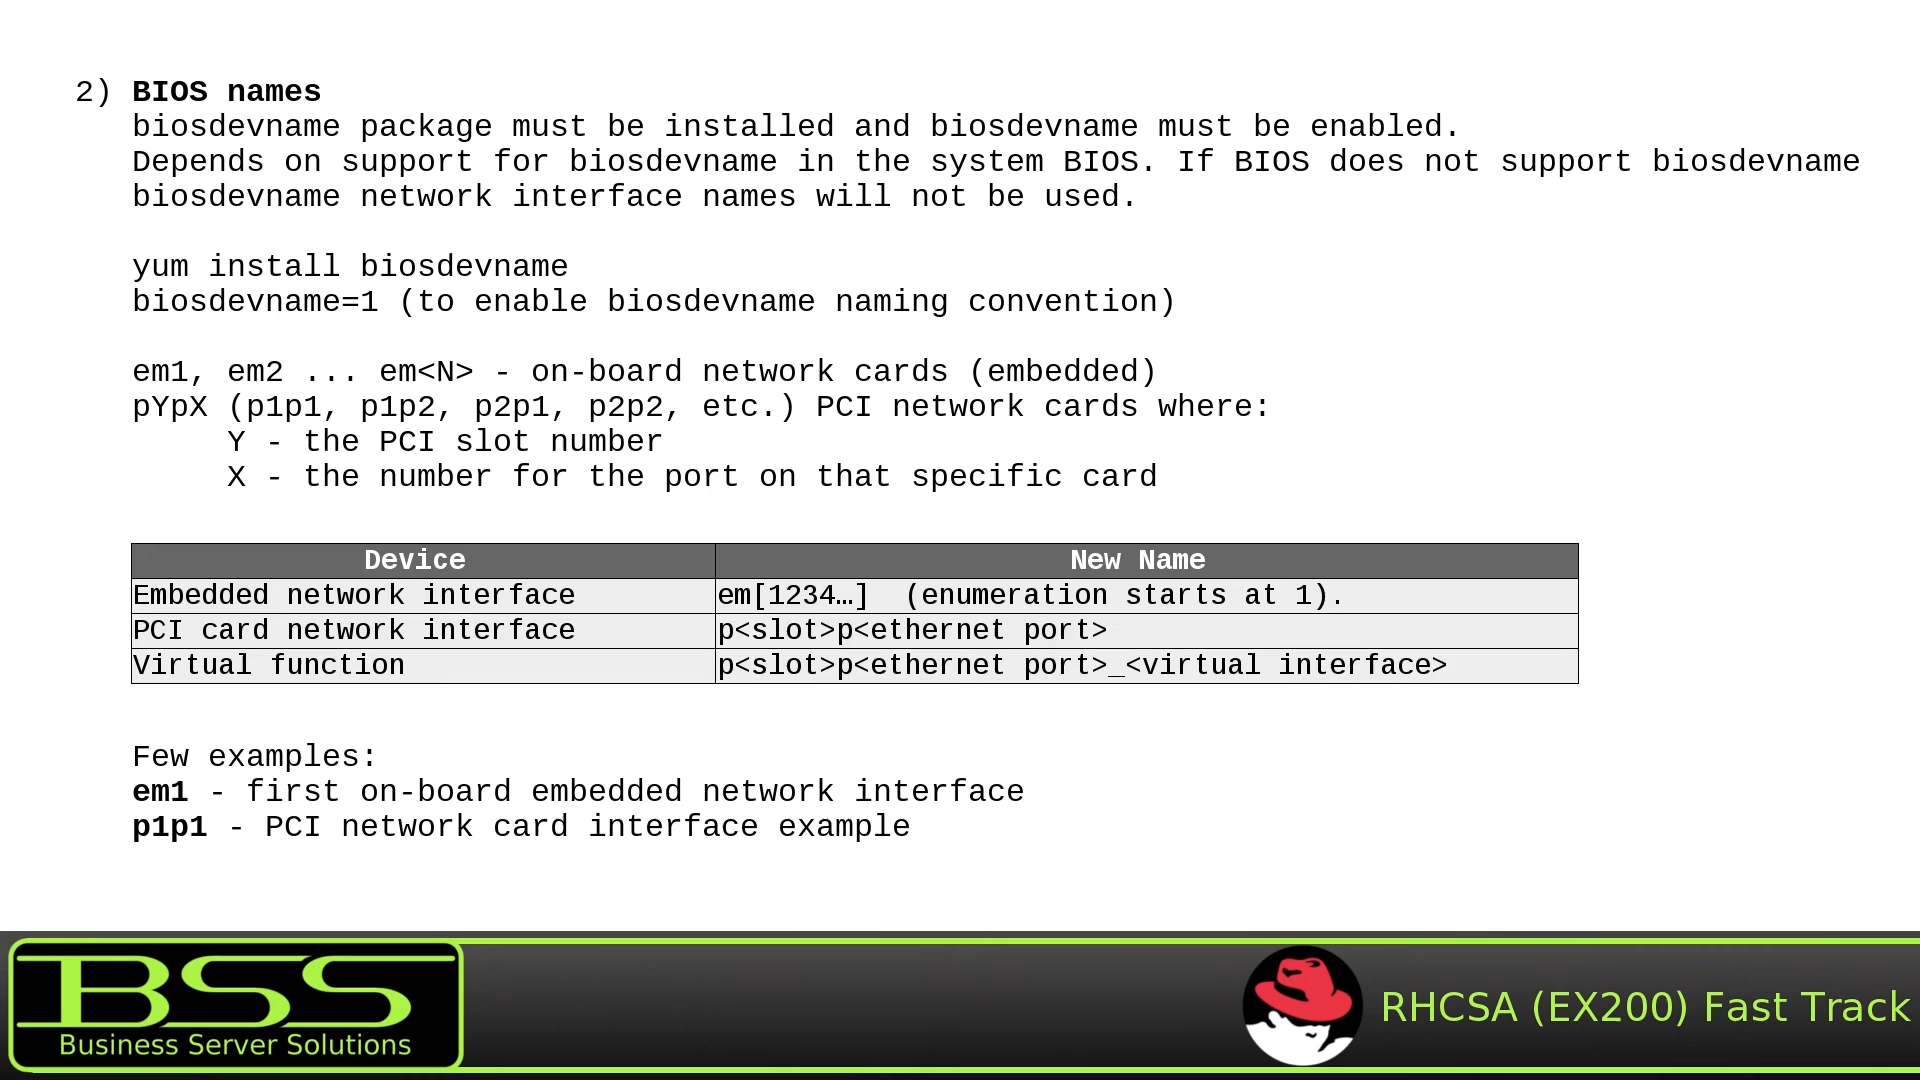 2) BIOS names
biosdevname package must be installed and biosdevname must be enabled.
Depends on support for biosdevname in the system BIOS. If BIOS does not support biosdevname
biosdevname network interface names will not be used.
yum install biosdevname
biosdevname=1 (to enable biosdevname naming convention)
em1, em2 ... em<N> - on-board network cards (embedded)
pYpX (p1p1, p1p2, p2p1, p2p2, etc.) PCI network cards where:
Y - the PCI slot number
X - the number for the port on that specific card
Device New Name
Embedded network interface em[1234…]  (enumeration starts at 1).
PCI card network interface p<slot>p<ethernet port>
Virtual function p<slot>p<ethernet port>_<virtual interface>
Few examples:
em1 - first on-board embedded network interface
p1p1 - PCI network card interface example
BSS
Business Server Solutions
RHCSA (EX200) Fast Track